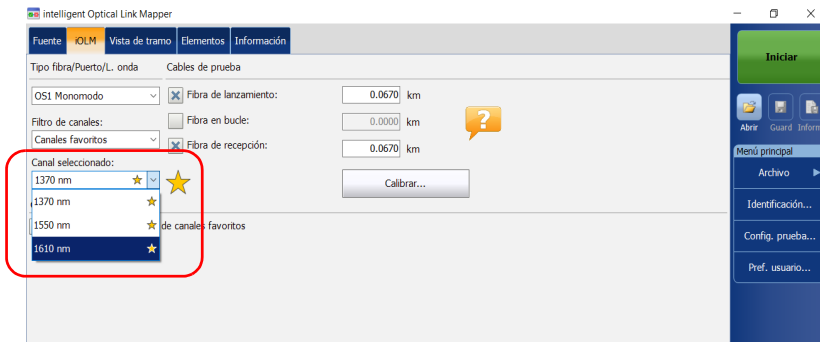 intelligent Optical Link Mapper
Fuente iOLM Vista de tramo Elementos Información
Tipo fibra/Puerto/L. onda Cables de prueba
OS1 Monomodo Fibra de lanzamiento: 0.0670 km
Filtro de canales: Fibra en bucle: 0.0000 km
Canales favoritos Fibra de recepción: 0.0670 km
Canal seleccionado:
1370 nm Calibrar...
1370 nm
1550 nm de canales favoritos
1610 nm
Iniciar
Abrir Guard Inform
Menú principal
Archivo
Identificación...
Config. prueba...
Pref. usuario...